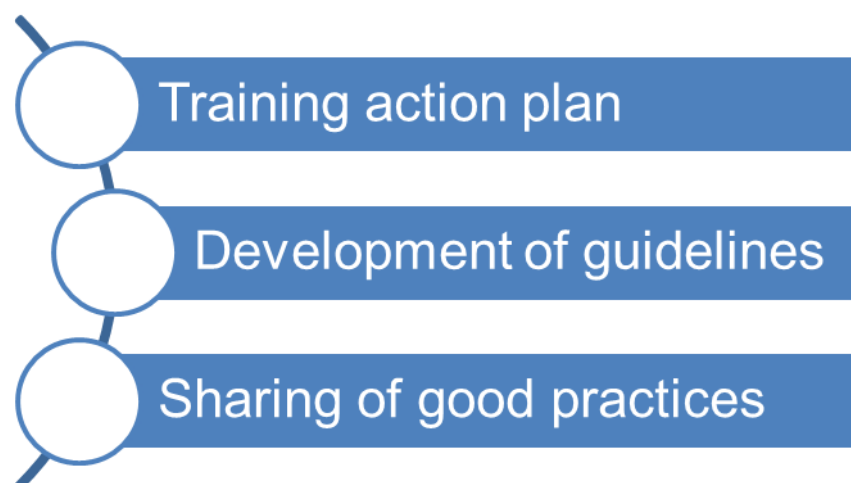 Training action plan
Development of guidelines
Sharing of good practices